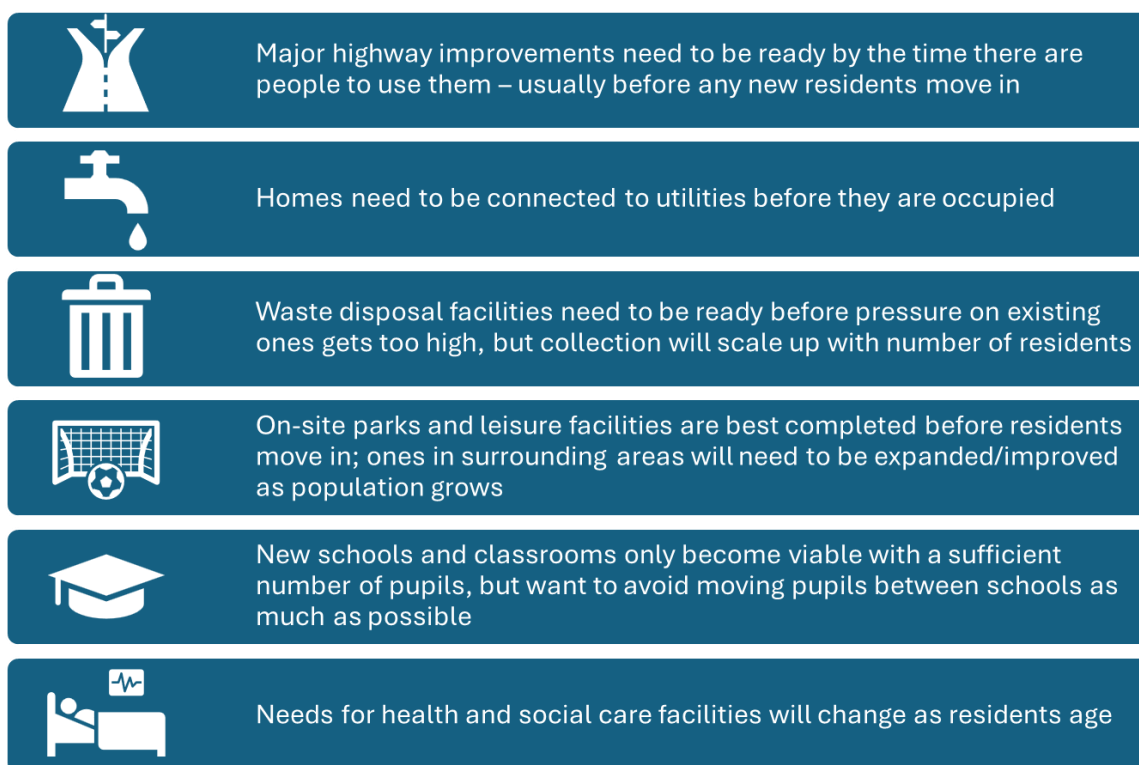 Major highway improvements need to be ready by the time there are
people to use them – usually before any new residents move in
Homes need to be connected to utilities before they are occupied
Waste disposal facilities need to be ready before pressure on existing
ones gets too high, but collection will scale up with number of residents
On-site parks and leisure facilities are best completed before residents
move in; ones in surrounding areas will need to be expanded/improved
as population grows
New schools and classrooms only become viable with a sufficient
number of pupils, but want to avoid moving pupils between schools as
much as possible
Needs for health and social care facilities will change as residents age